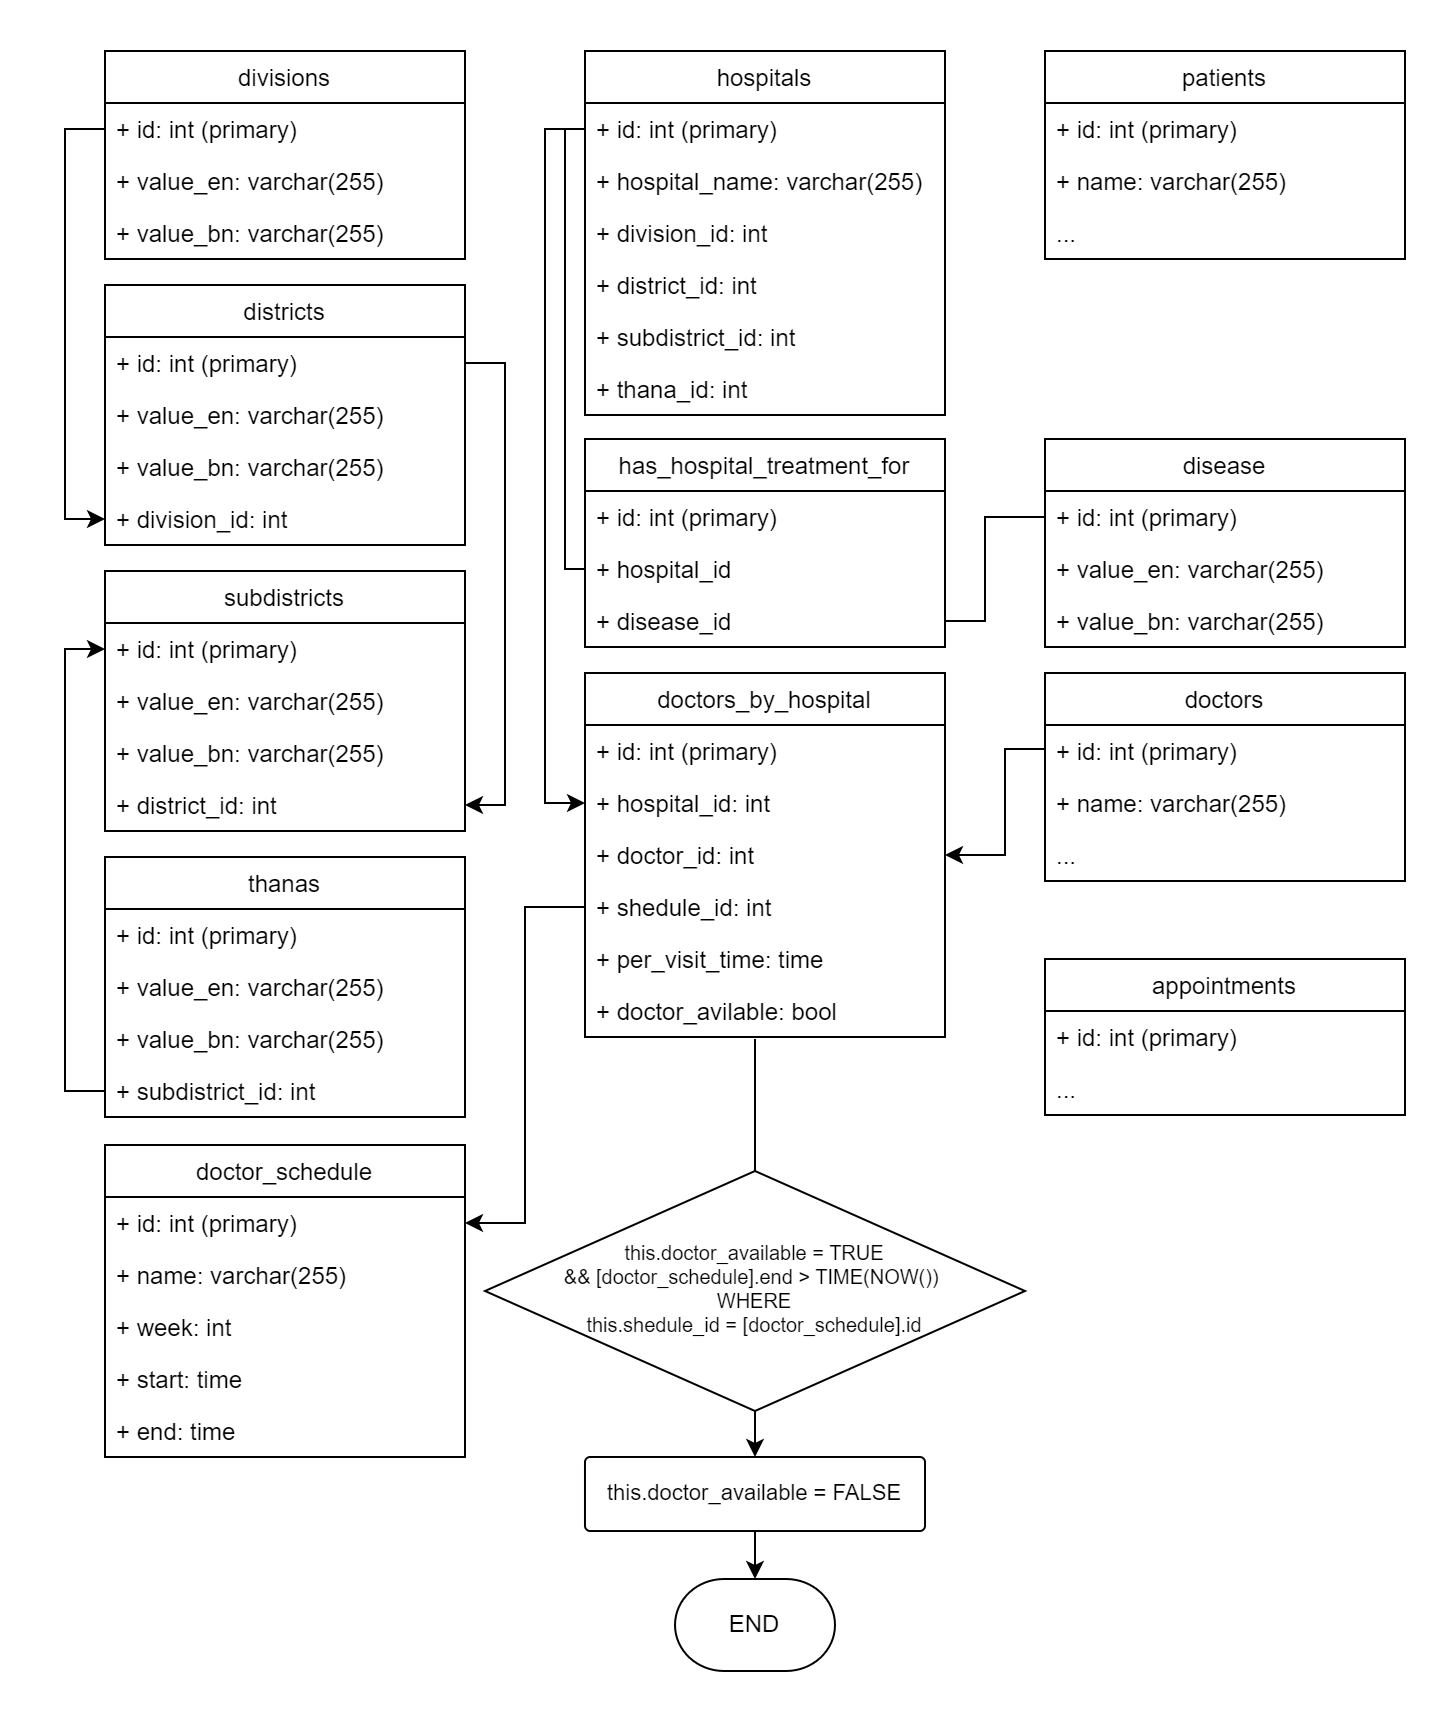 divisions
+ id: int (primary)
+ value_en: varchar(255)
+ value_bn: varchar(255)
districts
+ id: int (primary)
+ value_en: varchar(255)
+ value_bn: varchar(255)
+ division_id: int
subdistricts
+ id: int (primary)
+ value_en: varchar(255)
+ value_bn: varchar(255)
+ district_id: int
thanas
+ id: int (primary)
+ value_en: varchar(255)
+ value_bn: varchar(255)
+ subdistrict_id: int
doctor_schedule
+ id: int (primary)
+ name: varchar(255)
+ week: int
+ start: time
+ end: time
hospitals
+ id: int (primary)
+ hospital_name: varchar(255)
+ division_id: int
+ district_id: int
+ subdistrict_id: int
+ thana_id: int
has_hospital_treatment_for
+ id: int (primary)
+ hospital_id
+ disease_id
doctors_by_hospital
+ id: int (primary)
+ hospital_id: int
+ doctor_id: int
+ shedule_id: int
+ per_visit_time: time
+ doctor_avilable: bool
this.doctor_available = TRUE
&& [doctor_schedule].end > TIME(NOW())
WHERE
this.shedule_id = [doctor_schedule].id
this.doctor_available = FALSE
END
patients
+ id: int (primary)
+ name: varchar(255)
...
disease
+ id: int (primary)
+ value_en: varchar(255)
+ value_bn: varchar(255)
doctors
+ id: int (primary)
+ name: varchar(255)
...
appointments
+ id: int (primary)
...